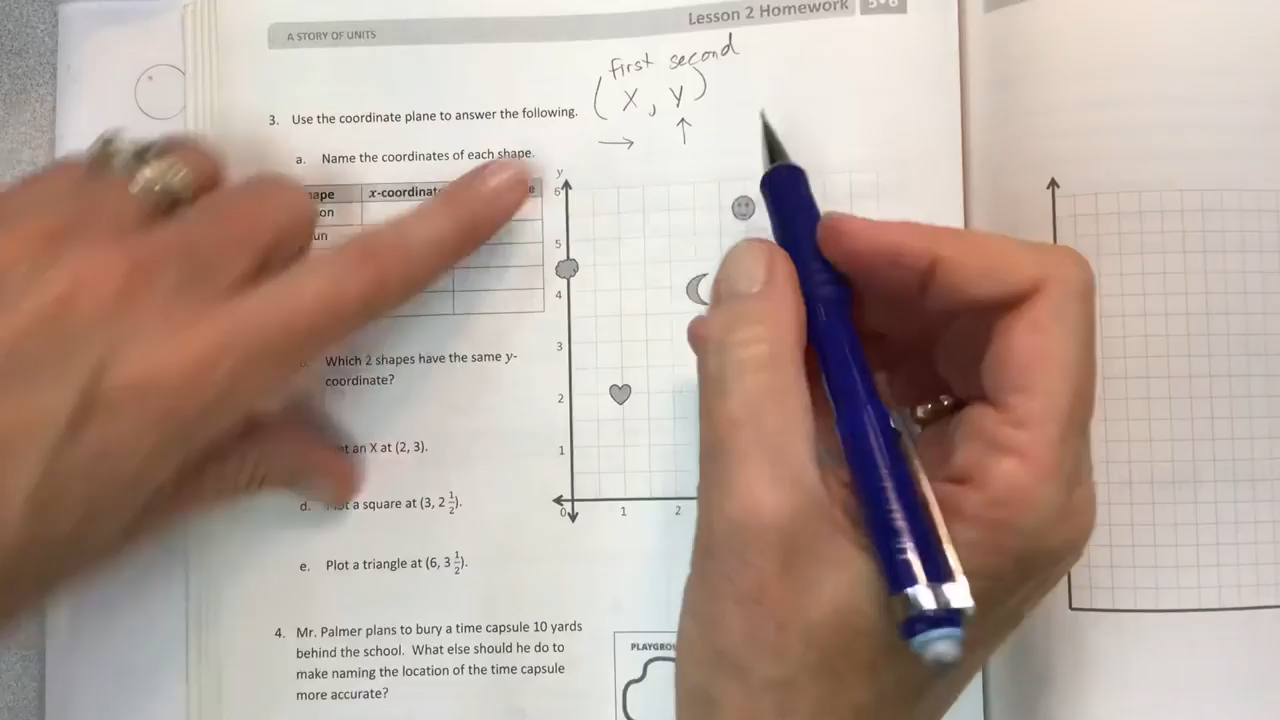 Lesson 2 Homework
A STORY OF UNITS
first second
(x, y)
3. Use the coordinate plane to answer the following.
a. Name the coordinates of each shape.
x-coordinat
y
6
5
4
3
2
1
0
1
2
Which 2 shapes have the same y-
coordinate?
an X at (2, 3).
d. a square at (3, 2 1/2).
e. Plot a triangle at (6, 3 1/2).
4. Mr. Palmer plans to bury a time capsule 10 yards
behind the school. What else should he do to
make naming the location of the time capsule
more accurate?
PLAYGRO